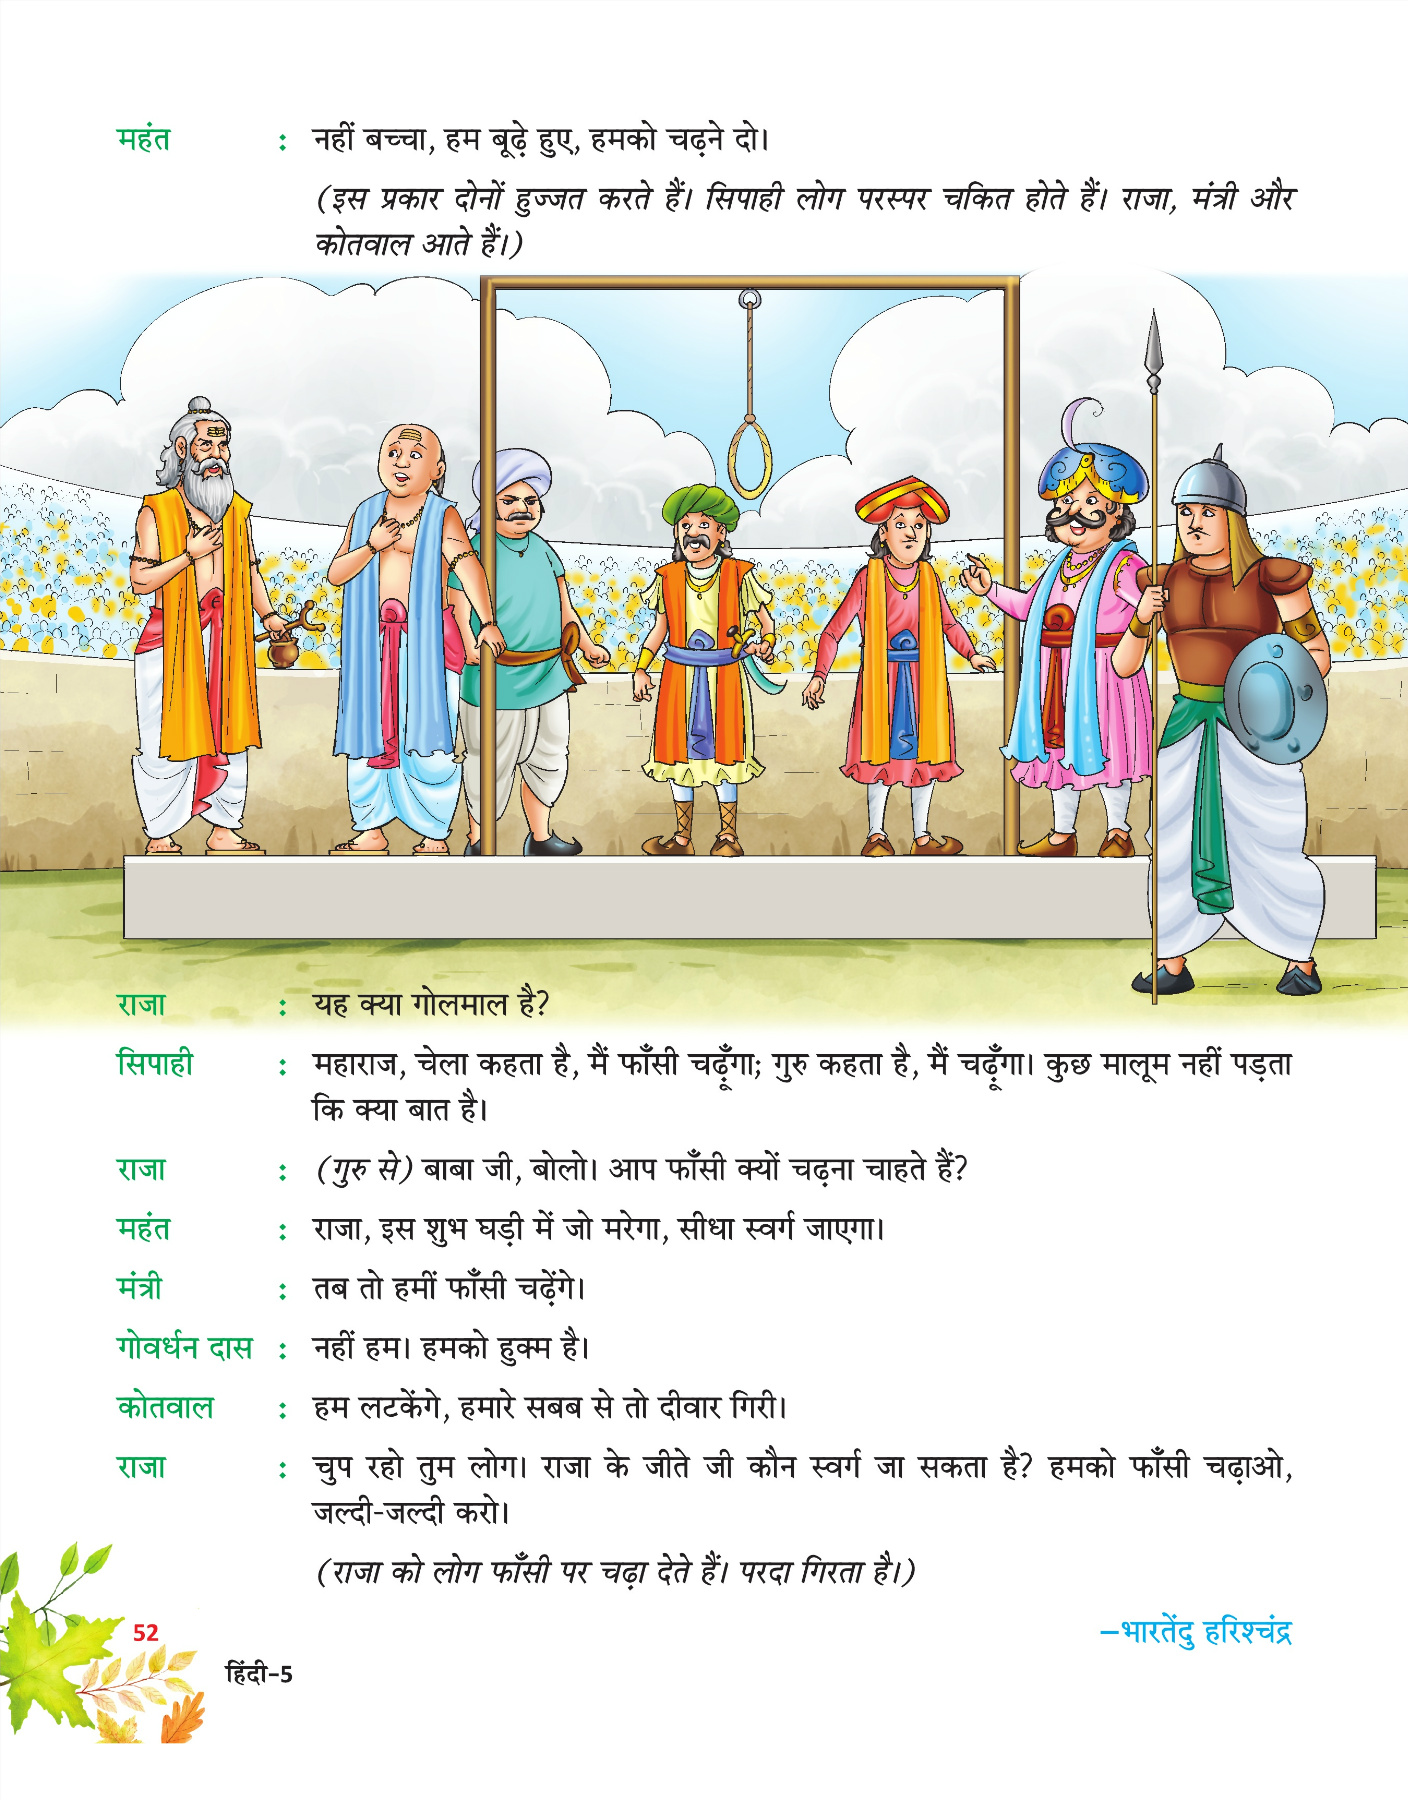 महंत : नहीं बच्चा, हम बूढ़े हुए, हमको चढ़ने दो।
(इस प्रकार दोनों हुज्जत करते हैं। सिपाही लोग परस्पर चकित होते हैं। राजा, मंत्री और
कोतवाल आते हैं।)
राजा : यह क्या गोलमाल है?
सिपाही : महाराज, चेला कहता है, मैं फाँसी चढ़ूँगा; गुरु कहता है, मैं चढ़ूँगा। कुछ मालूम नहीं पड़ता
कि क्या बात है।
राजा : (गुरु से) बाबा जी, बोलो। आप फाँसी क्यों चढ़ना चाहते हैं?
महंत : राजा, इस शुभ घड़ी में जो मरेगा, सीधा स्वर्ग जाएगा।
मंत्री : तब तो हमीं फाँसी चढ़ेंगे।
गोवर्धन दास : नहीं हम। हमको हुक्म है।
कोतवाल : हम लटकेंगे, हमारे सबब से तो दीवार गिरी।
राजा : चुप रहो तुम लोग। राजा के जीते जी कौन स्वर्ग जा सकता है? हमको फाँसी चढ़ाओ,
जल्दी-जल्दी करो।
(राजा को लोग फाँसी पर चढ़ा देते हैं। परदा गिरता है।)
–भारतेंदु हरिश्चंद्र
52
हिंदी–5